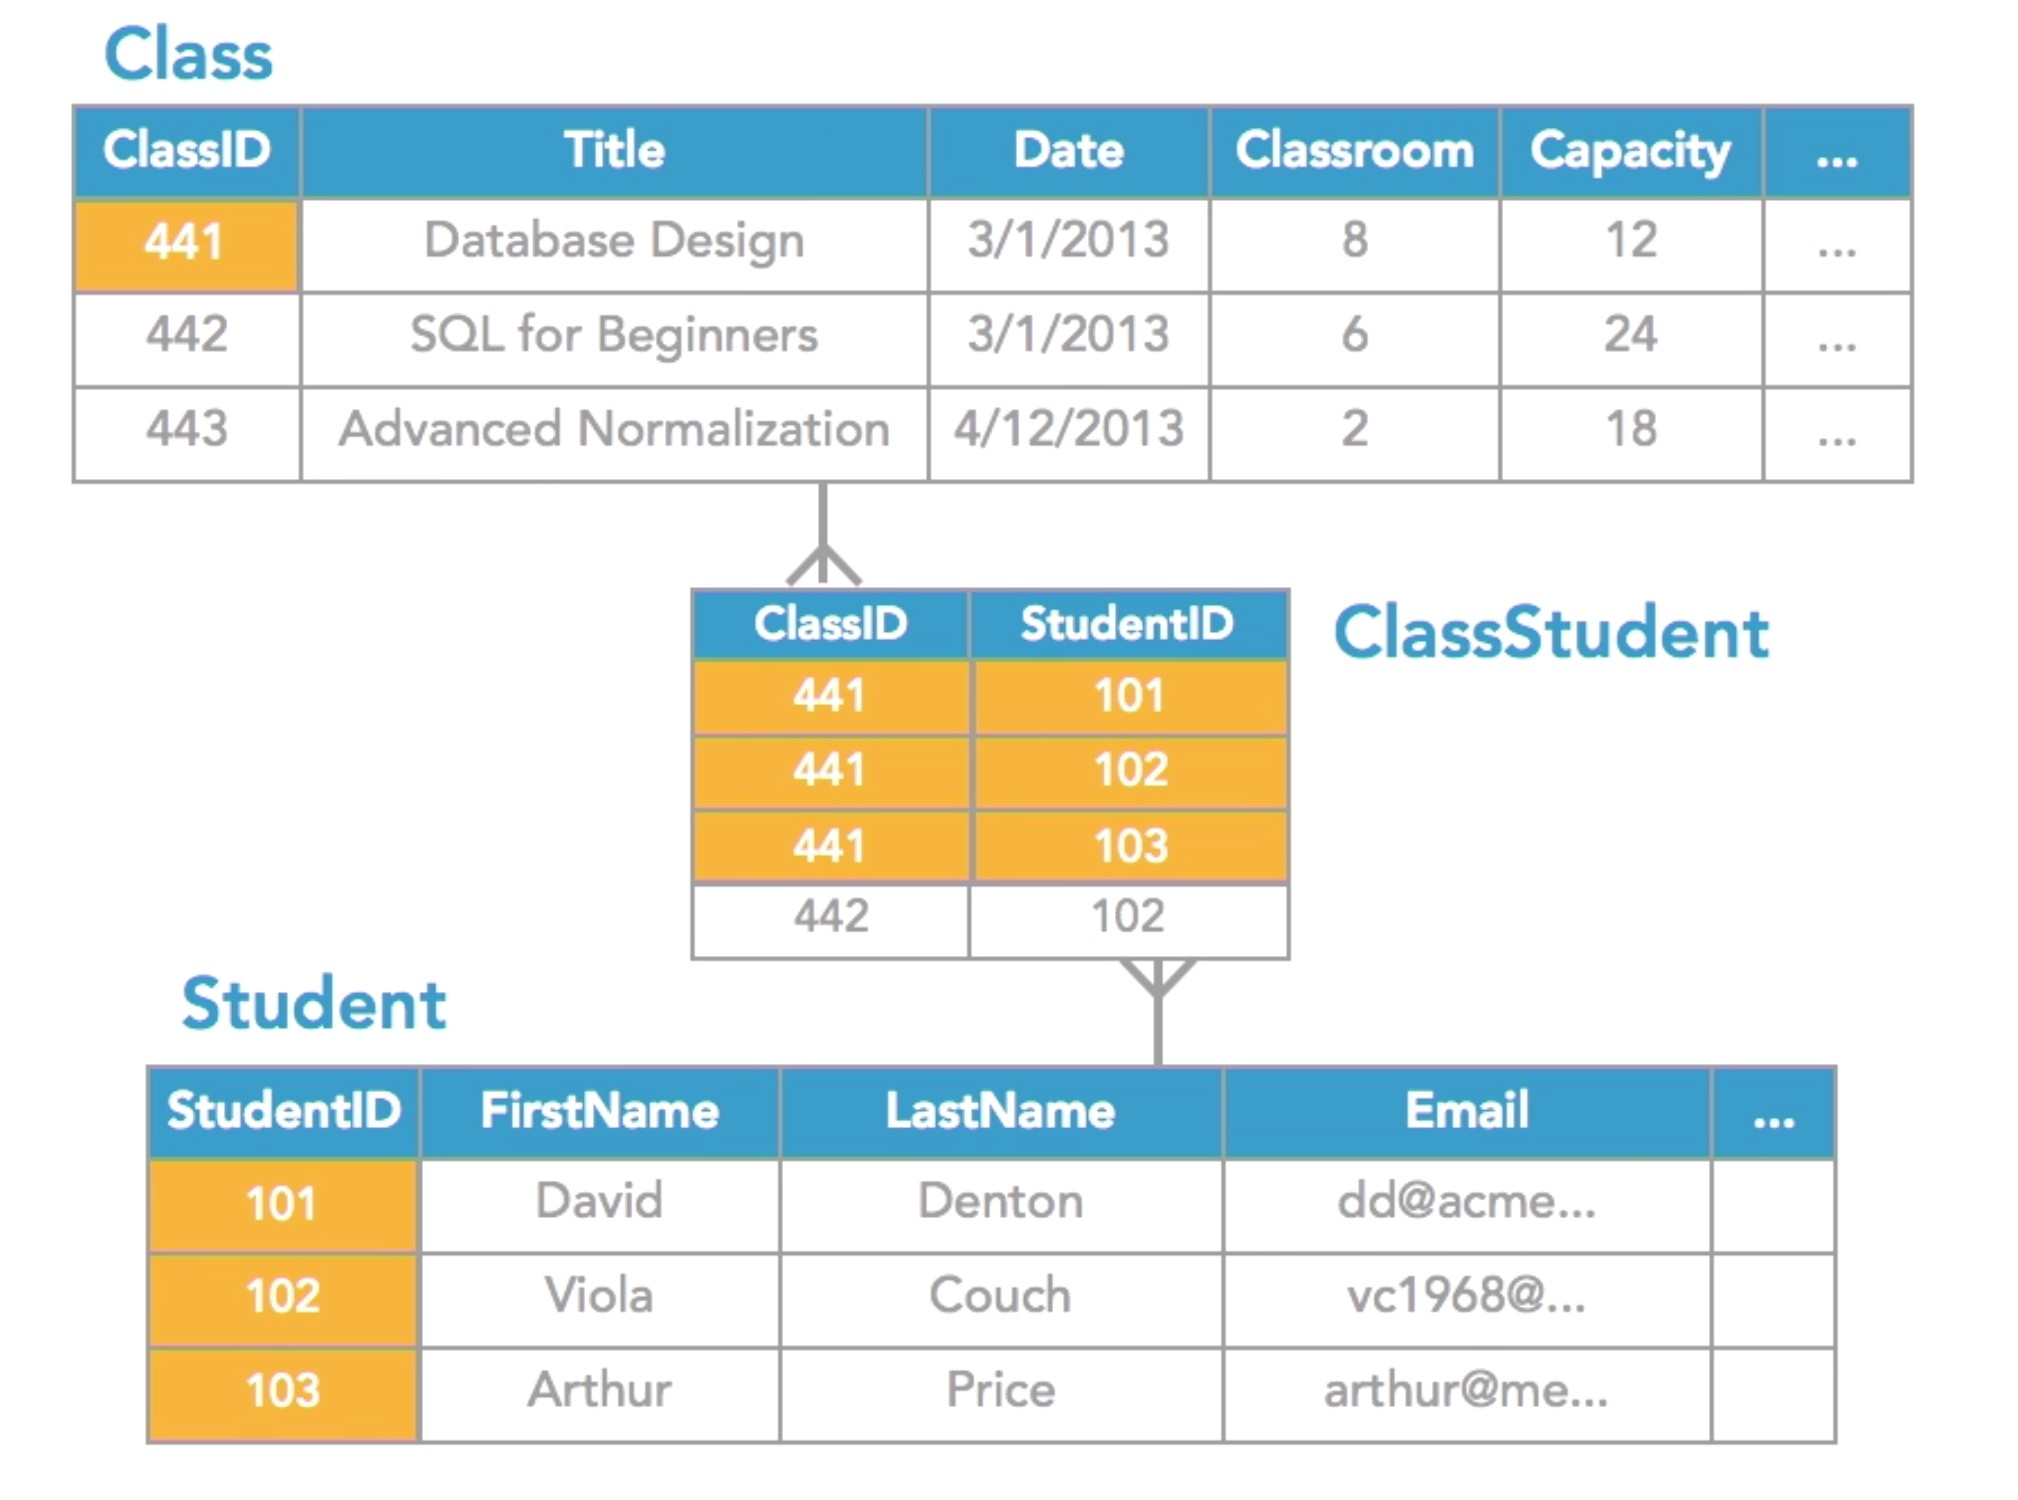 Class
ClassID Title Date Classroom Capacity ...
441 Database Design 3/1/2013 8 12 ...
442 SQL for Beginners 3/1/2013 6 24 ...
443 Advanced Normalization 4/12/2013 2 18 ...
ClassID StudentID
ClassStudent
441 101
441 102
441 103
442 102
Student
StudentID FirstName LastName Email ...
101 David Denton dd@acme...
102 Viola Couch vc1968@...
103 Arthur Price arthur@me...